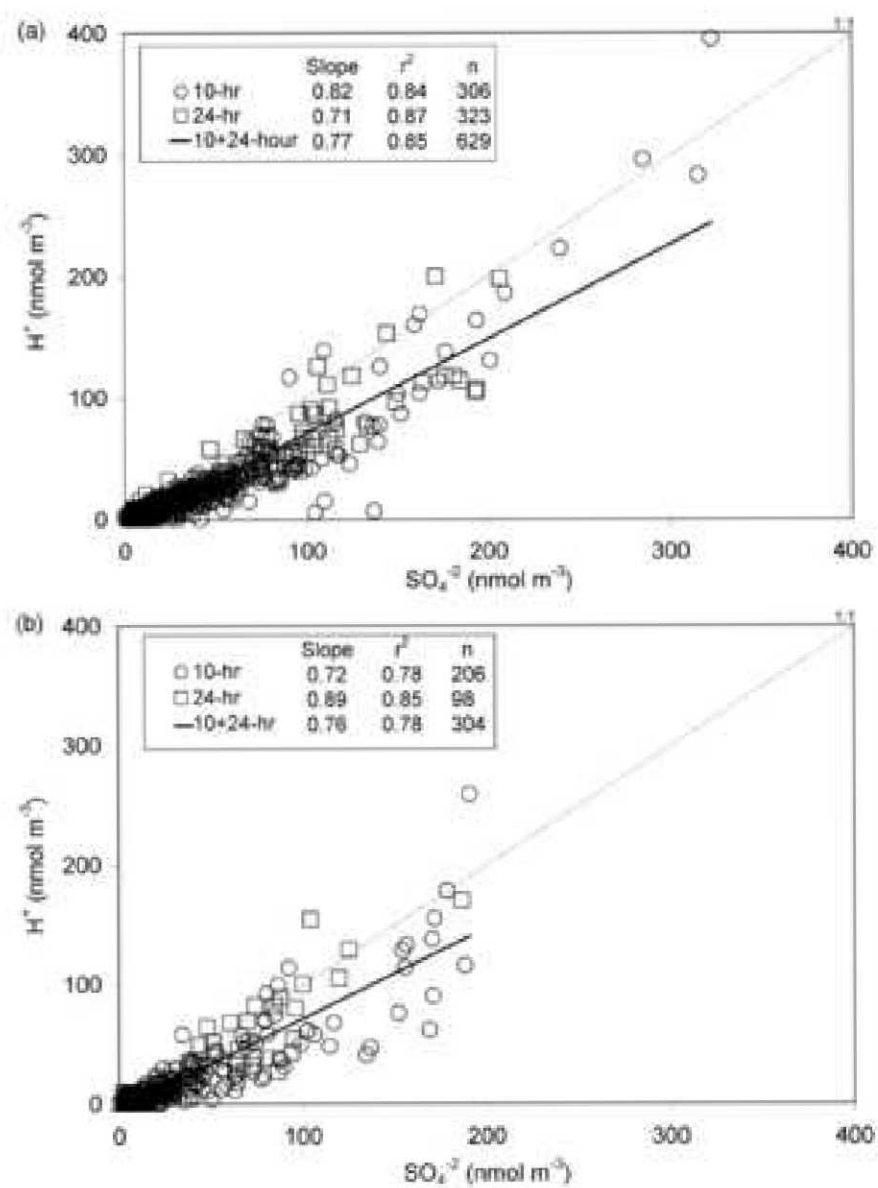 (a)
1:1
Slope r² n
10-hr 0.82 0.84 306
24-hr 0.71 0.87 323
10+24-hour 0.77 0.85 629
400
300
200
100
0
H⁺ (nmol m⁻³)
0 100 200 300 400
SO₄⁻² (nmol m⁻³)
(b)
1:1
Slope r² n
10-hr 0.72 0.78 206
24-hr 0.89 0.85 98
10+24-hr 0.76 0.78 304
400
300
200
100
0
H⁺ (nmol m⁻³)
0 100 200 300 400
SO₄⁻² (nmol m⁻³)